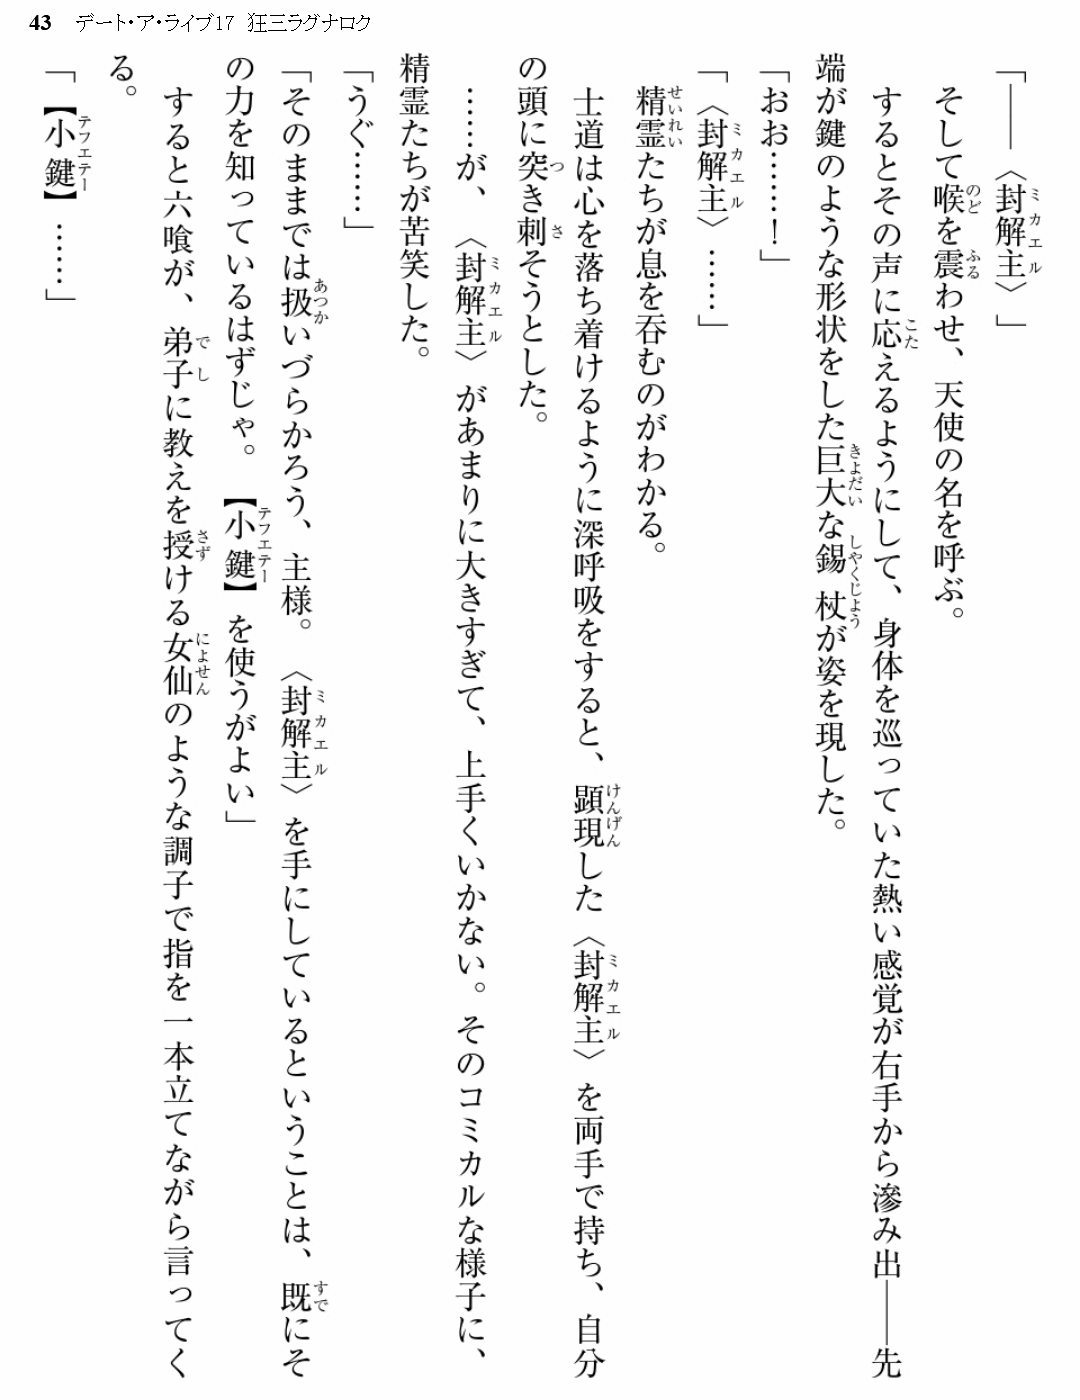 43 デート・ア・ライブ17 狂三ラグナロク
「――〈封解主〉」
そして喉を震わせ、天使の名を呼ぶ。
するとその声に応えるようにして、身体を巡っていた熱い感覚が右手から滲み出――先
端が鍵のような形状をした巨大な錫杖が姿を現した。
「おお……！」
「〈封解主〉……」
精霊たちが息を呑むのがわかる。
士道は心を落ち着けるように深呼吸をすると、顕現した〈封解主〉を両手で持ち、自分
の頭に突き刺そうとした。
……が、〈封解主〉があまりに大きすぎて、上手くいかない。そのコミカルな様子に、
精霊たちが苦笑した。
「うぐ……」
「そのままでは扱いづらかろう、主様。〈封解主〉を手にしているということは、既にそ
の力を知っているはずじゃ。【小鍵】を使うがよい」
すると六喰が、弟子に教えを授ける女仙のような調子で指を一本立てながら言ってく
る。
「【小鍵】……」